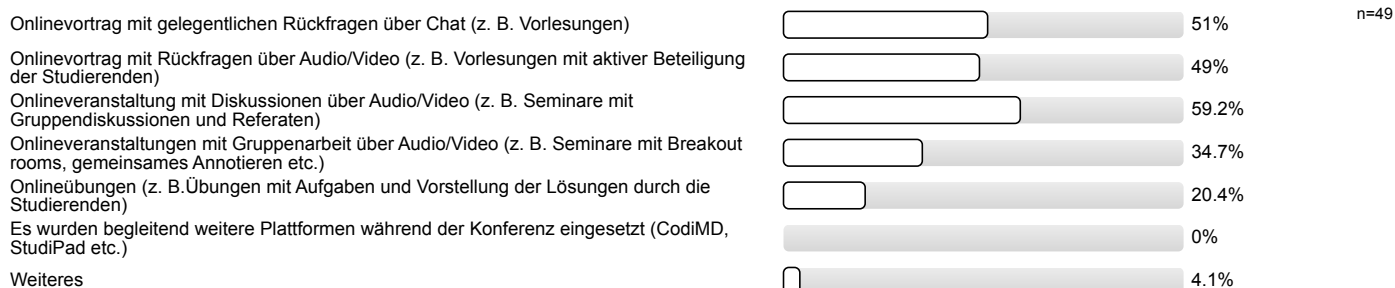 Onlinevortrag mit gelegentlichen Rückfragen über Chat (z. B. Vorlesungen) 51% n=49
Onlinevortrag mit Rückfragen über Audio/Video (z. B. Vorlesungen mit aktiver Beteiligung
der Studierenden) 49%
Onlineveranstaltung mit Diskussionen über Audio/Video (z. B. Seminare mit
Gruppendiskussionen und Referaten) 59.2%
Onlineveranstaltungen mit Gruppenarbeit über Audio/Video (z. B. Seminare mit Breakout
rooms, gemeinsames Annotieren etc.) 34.7%
Onlineübungen (z. B.Übungen mit Aufgaben und Vorstellung der Lösungen durch die
Studierenden) 20.4%
Es wurden begleitend weitere Plattformen während der Konferenz eingesetzt (CodiMD,
StudiPad etc.) 0%
Weiteres 4.1%